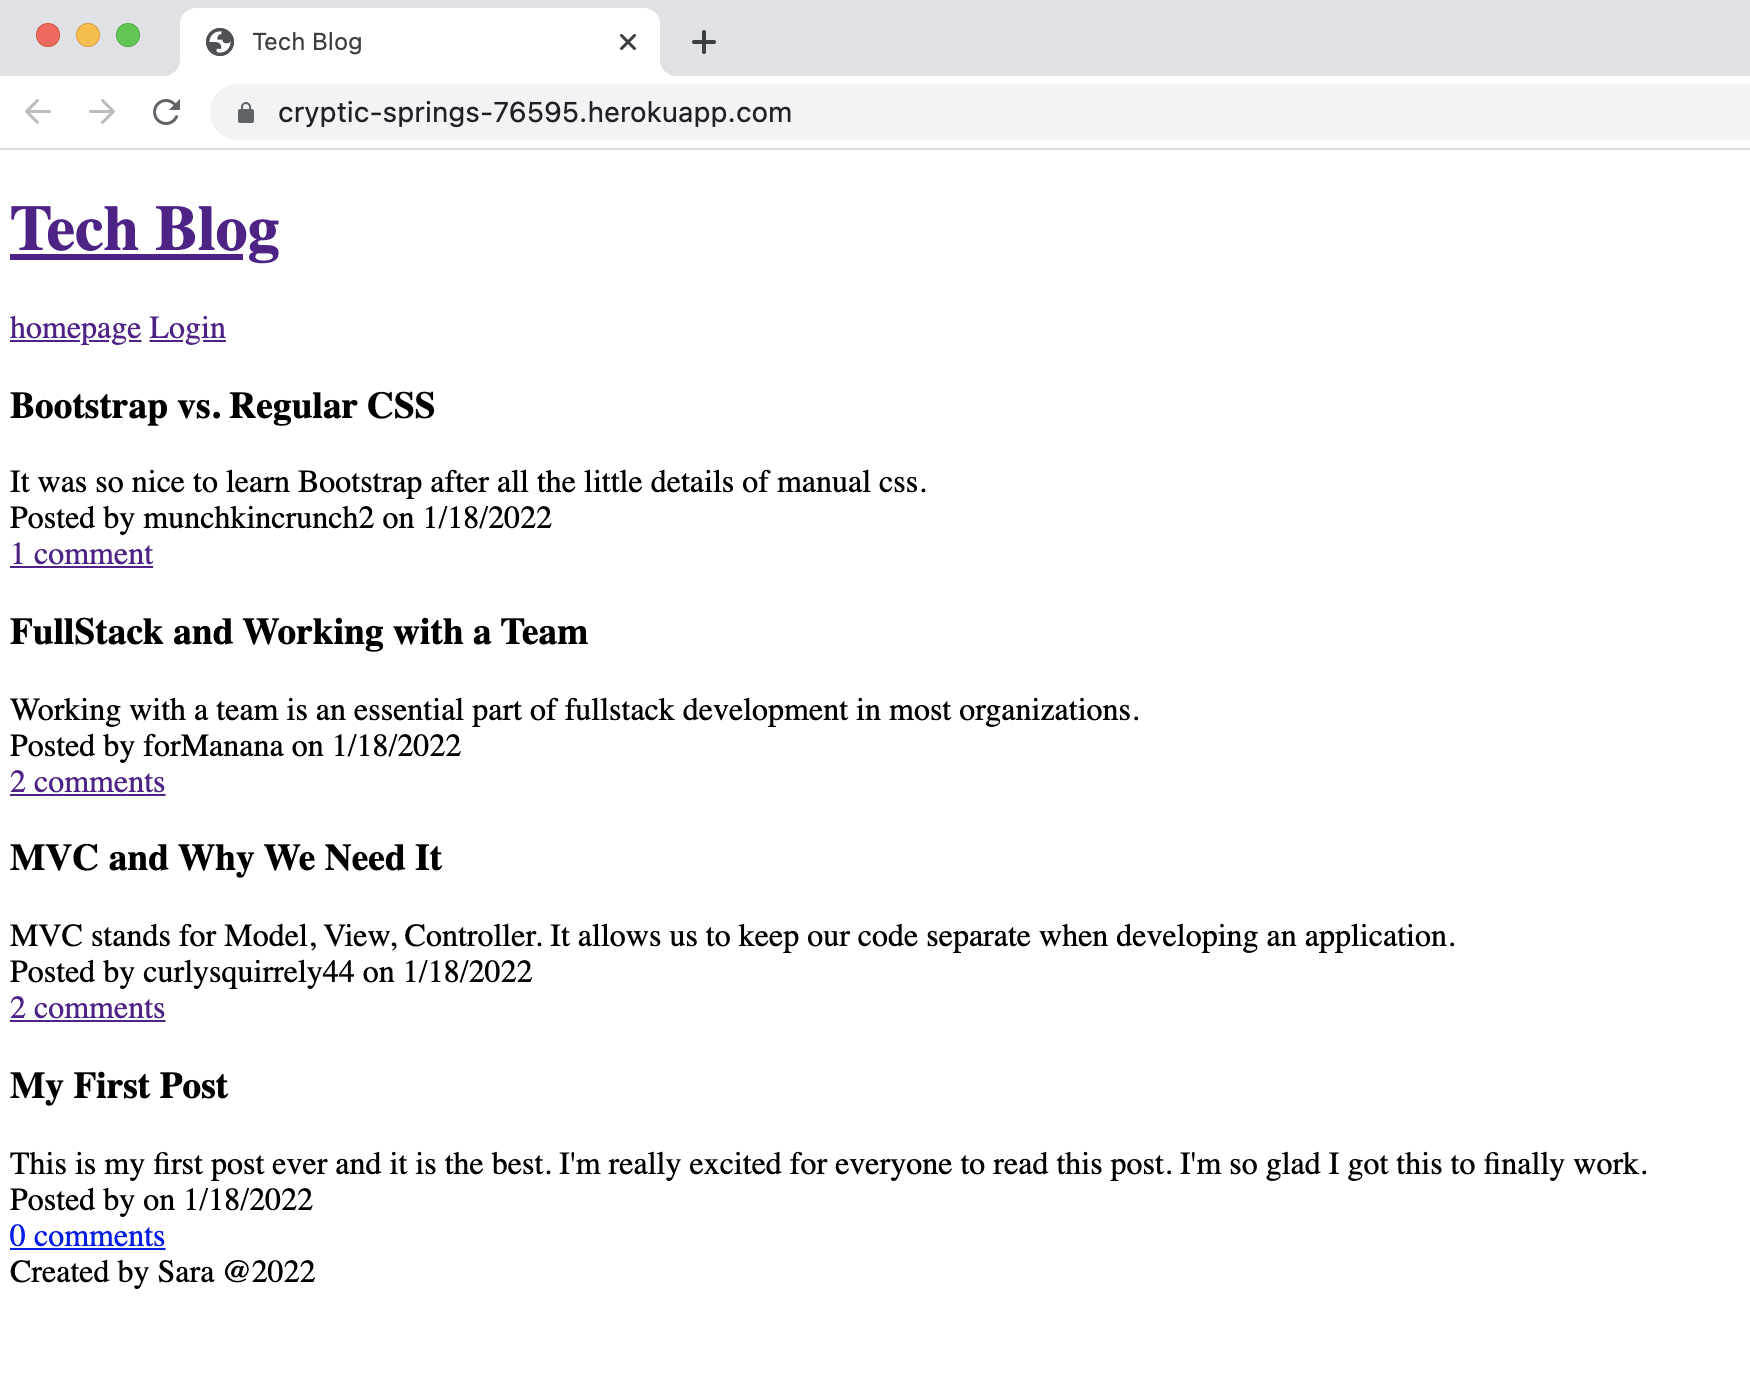 Tech Blog
cryptic-springs-76595.herokuapp.com
Tech Blog
homepage Login
Bootstrap vs. Regular CSS
It was so nice to learn Bootstrap after all the little details of manual css.
Posted by munchkincrunch2 on 1/18/2022
1 comment
FullStack and Working with a Team
Working with a team is an essential part of fullstack development in most organizations.
Posted by forManana on 1/18/2022
2 comments
MVC and Why We Need It
MVC stands for Model, View, Controller. It allows us to keep our code separate when developing an application.
Posted by curlysquirrely44 on 1/18/2022
2 comments
My First Post
This is my first post ever and it is the best. I'm really excited for everyone to read this post. I'm so glad I got this to finally work.
Posted by on 1/18/2022
0 comments
Created by Sara @2022